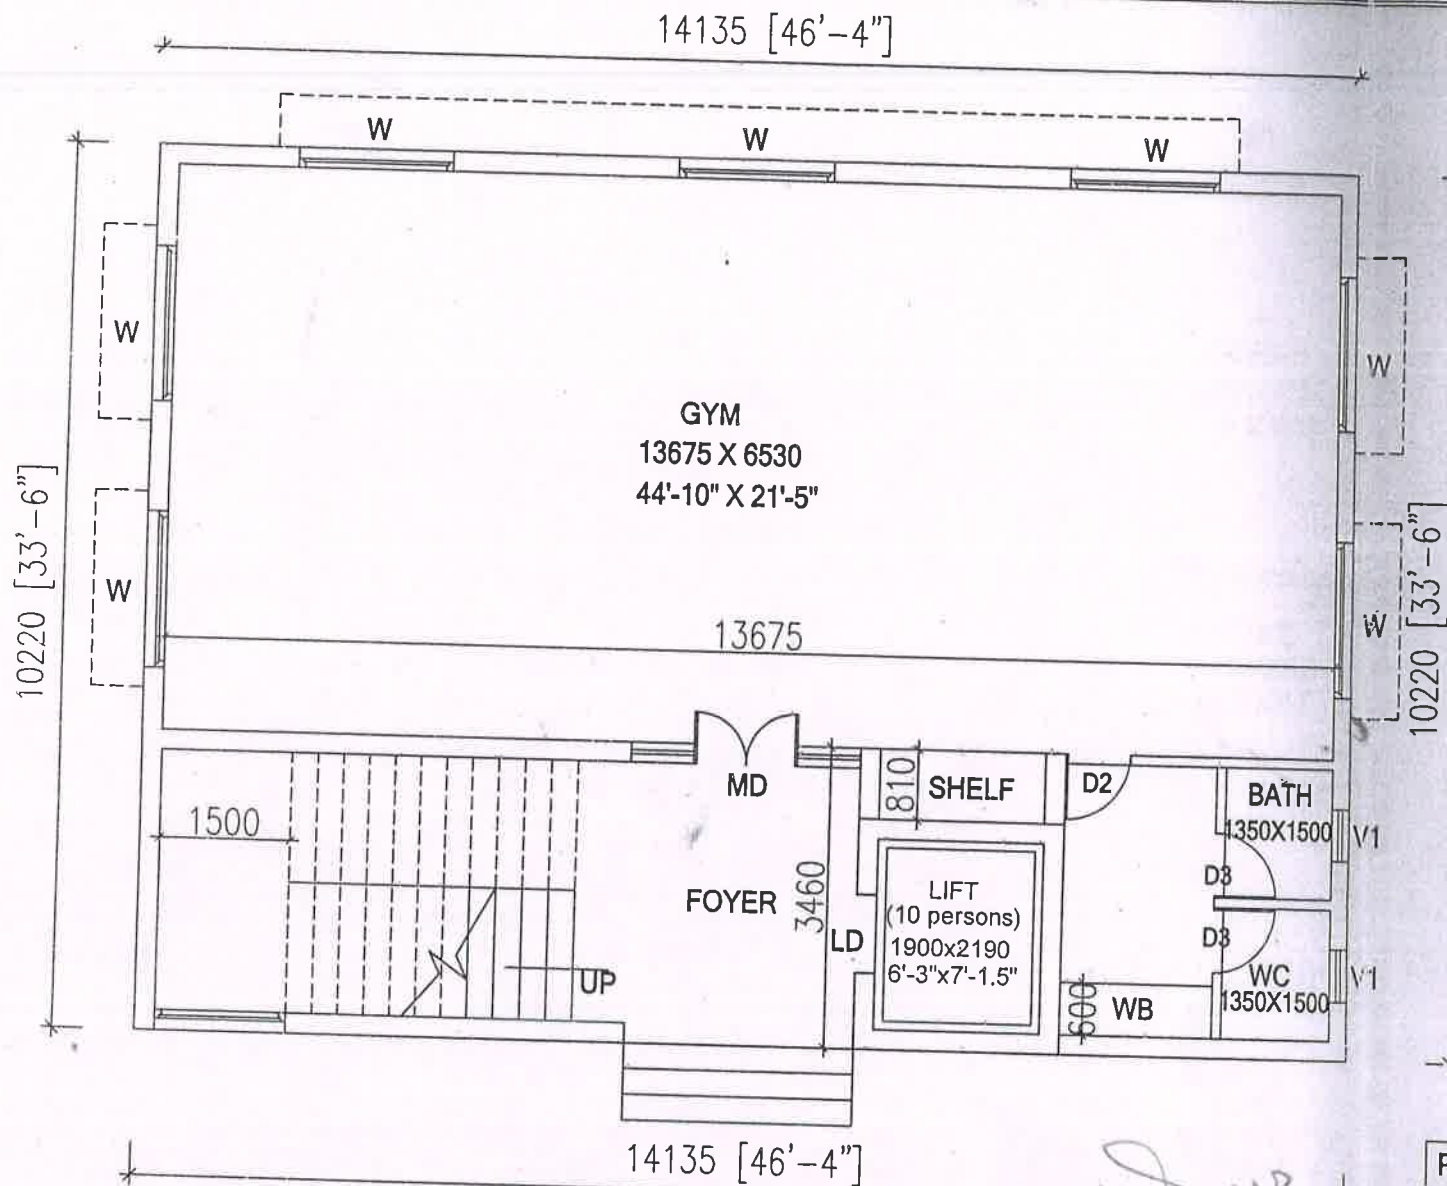 14135 [46'-4"]
W
W
W
W
W
GYM
13675 X 6530
44'-10" X 21'-5"
10220 [33'-6"]
10220 [33'-6"]
W
W
13675
MD
810
SHELF
D2
BATH
1350X1500
V1
1500
FOYER
3460
LIFT
(10 persons)
1900x2190
6'-3"x7'-1.5"
LD
D3
D3
UP
600
WB
WC
1350X1500
V1
14135 [46'-4"]